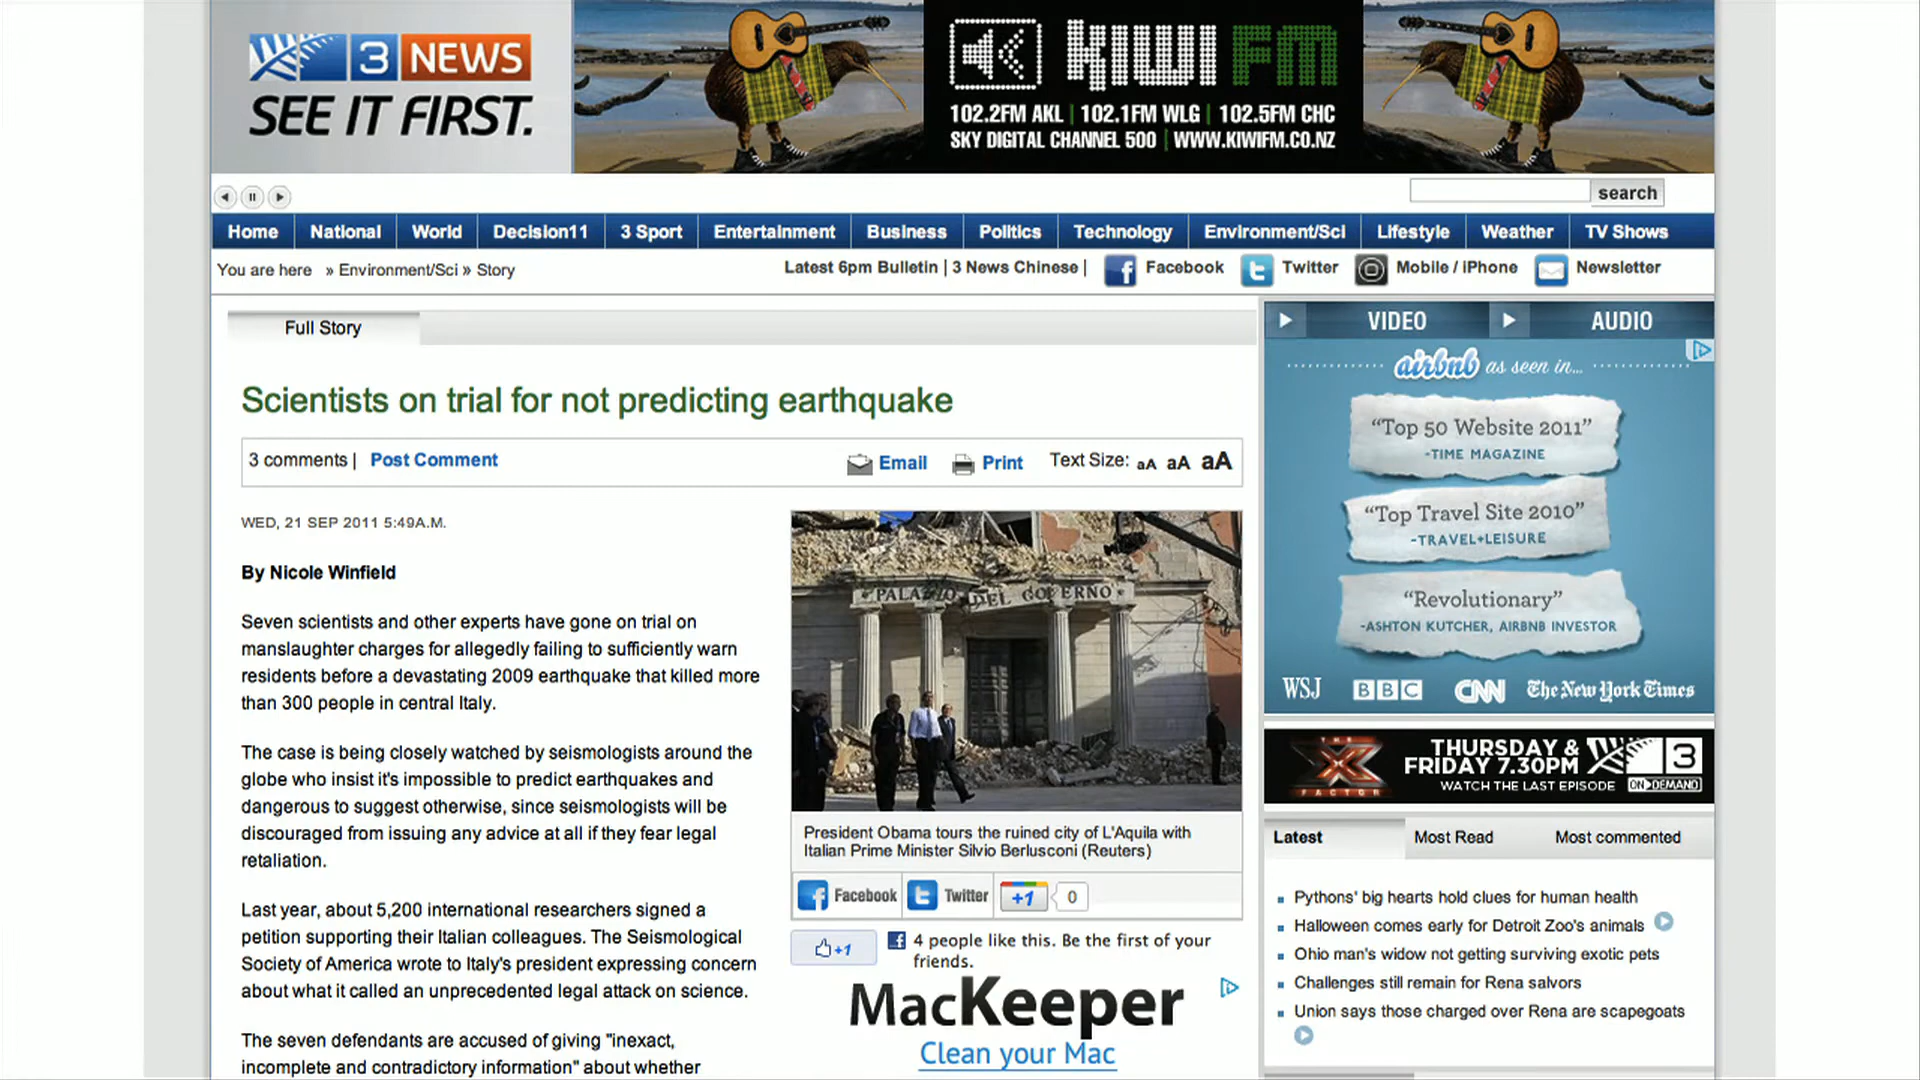 3 NEWS
SEE IT FIRST.
KIWI FM
102.2FM AKL | 102.1FM WLG | 102.5FM CHC
SKY DIGITAL CHANNEL 500 | WWW.KIWIFM.CO.NZ
search
Home National World Decision11 3 Sport Entertainment Business Politics Technology Environment/Sci Lifestyle Weather TV Shows
You are here » Environment/Sci » Story
Latest 6pm Bulletin | 3 News Chinese | Facebook Twitter Mobile / iPhone Newsletter
Full Story
Scientists on trial for not predicting earthquake
3 comments | Post Comment
Email Print Text Size: aA aA aA
WED, 21 SEP 2011 5:49A.M.
By Nicole Winfield
Seven scientists and other experts have gone on trial on
manslaughter charges for allegedly failing to sufficiently warn
residents before a devastating 2009 earthquake that killed more
than 300 people in central Italy.
The case is being closely watched by seismologists around the
globe who insist it's impossible to predict earthquakes and
dangerous to suggest otherwise, since seismologists will be
discouraged from issuing any advice at all if they fear legal
retaliation.
Last year, about 5,200 international researchers signed a
petition supporting their Italian colleagues. The Seismological
Society of America wrote to Italy's president expressing concern
about what it called an unprecedented legal attack on science.
The seven defendants are accused of giving "inexact,
incomplete and contradictory information" about whether
PALAZZO DEL GOVERNO
President Obama tours the ruined city of L'Aquila with
Italian Prime Minister Silvio Berlusconi (Reuters)
Facebook Twitter +1 0
+1
4 people like this. Be the first of your
friends.
MacKeeper
Clean your Mac
VIDEO AUDIO
airbnb as seen in...
“Top 50 Website 2011”
-TIME MAGAZINE
“Top Travel Site 2010”
-TRAVEL+LEISURE
“Revolutionary”
-ASHTON KUTCHER, AIRBNB INVESTOR
WSJ BBC CNN The New York Times
THE X FACTOR
THURSDAY &
FRIDAY 7.30PM
3
WATCH THE LAST EPISODE ON DEMAND
Latest Most Read Most commented
Pythons' big hearts hold clues for human health
Halloween comes early for Detroit Zoo's animals
Ohio man's widow not getting surviving exotic pets
Challenges still remain for Rena salvors
Union says those charged over Rena are scapegoats